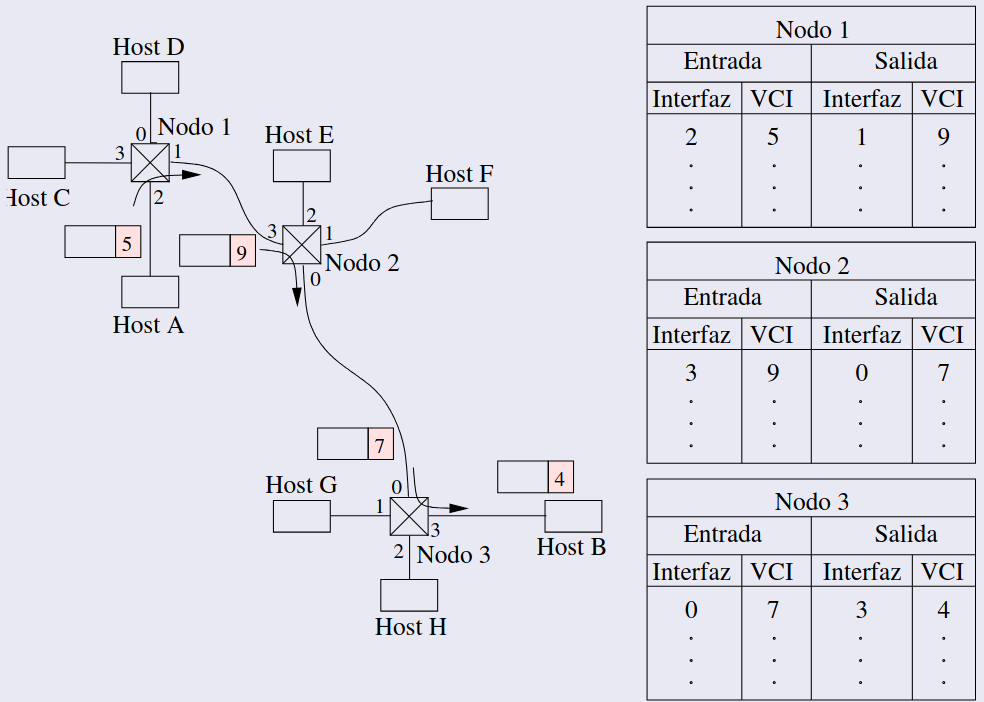 Host D
0
Nodo 1
3
1
Host C
2
5
Host A
Host E
2
3
1
Host F
9
Nodo 2
0
7
4
Host G
0
1
3
Host B
2
Nodo 3
Host H
Nodo 1
Entrada Salida
Interfaz VCI Interfaz VCI
2 5 1 9
Nodo 2
Entrada Salida
Interfaz VCI Interfaz VCI
3 9 0 7
Nodo 3
Entrada Salida
Interfaz VCI Interfaz VCI
0 7 3 4